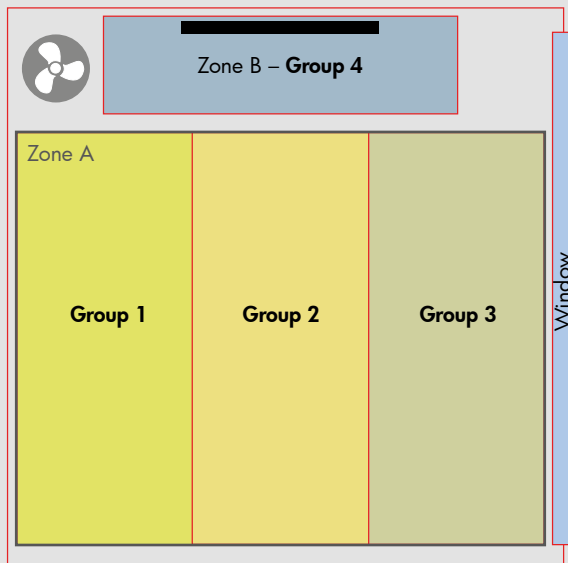 Zone B – Group 4
Zone A
Group 1
Group 2
Group 3
Window